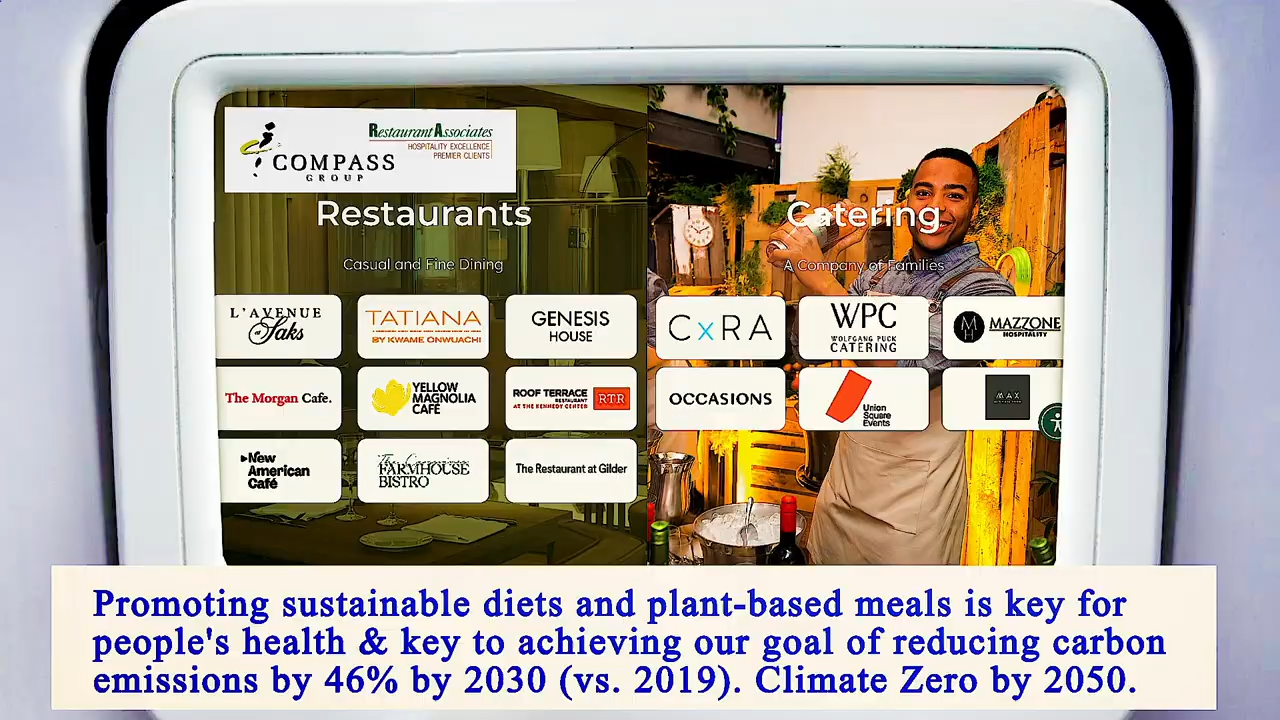 COMPASS
GROUP
Restaurant Associates
HOSPITALITY EXCELLENCE
PREMIER CLIENTS
Restaurants
Casual and Fine Dining
L'AVENUE
at Saks
TATIANA
BY KWAME ONWUACHI
GENESIS
HOUSE
The Morgan Cafe.
YELLOW
MAGNOLIA
CAFÉ
ROOF TERRACE
RESTAURANT
AT THE KENNEDY CENTER
RTR
New
American
Café
FARMHOUSE
BISTRO
The Restaurant at Gilder
Catering
A Company of Families
CxRA
WPC
WOLFGANG PUCK
CATERING
MH
MAZZONE
HOSPITALITY
OCCASIONS
Union
Square
Events
MAX
Promoting sustainable diets and plant-based meals is key for
people's health & key to achieving our goal of reducing carbon
emissions by 46% by 2030 (vs. 2019). Climate Zero by 2050.